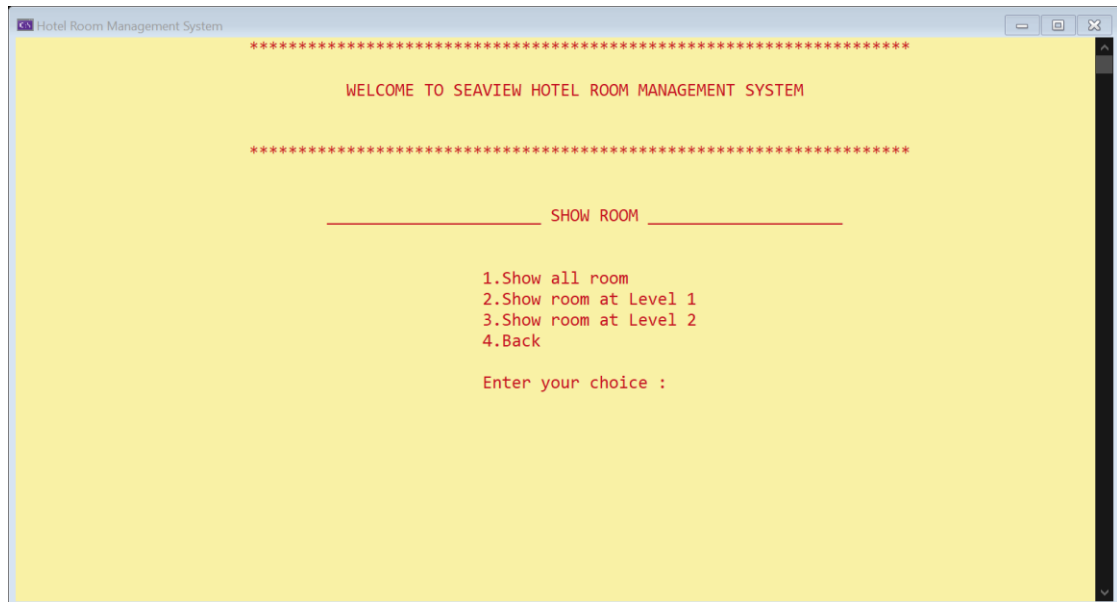 Hotel Room Management System
********************************************************************
WELCOME TO SEAVIEW HOTEL ROOM MANAGEMENT SYSTEM
********************************************************************
______________________ SHOW ROOM ____________________
1.Show all room
2.Show room at Level 1
3.Show room at Level 2
4.Back
Enter your choice :